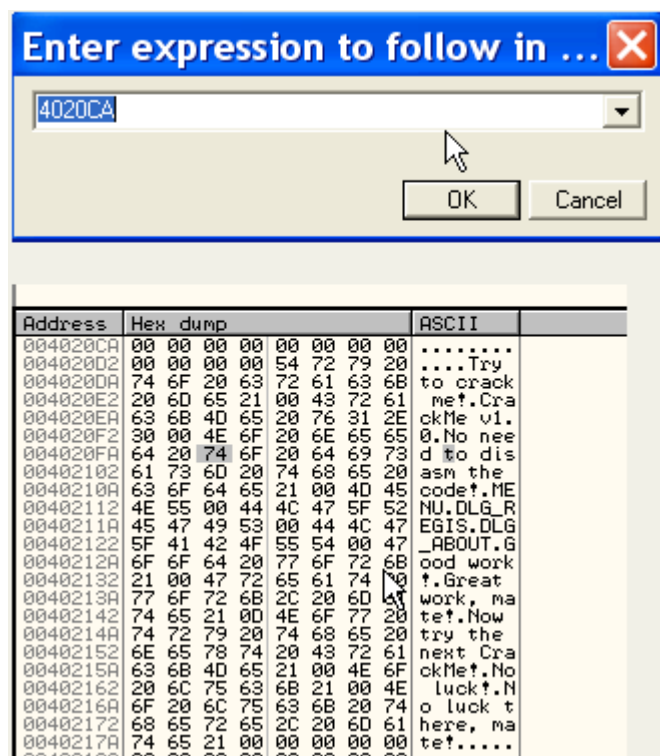 Enter expression to follow in ...
4020CA
OK Cancel
Address Hex dump ASCII
004020CA 00 00 00 00 00 00 00 00 ........
004020D2 00 00 00 00 54 72 79 20 ....Try
004020DA 74 6F 20 63 72 61 63 6B to crack
004020E2 20 6D 65 21 00 43 72 61 me!.Cra
004020EA 63 6B 4D 65 20 76 31 2E ckMe v1.
004020F2 30 00 4E 6F 20 6E 65 65 0.No nee
004020FA 64 20 74 6F 20 64 69 73 d to dis
00402102 61 73 6D 20 74 68 65 20 asm the
0040210A 63 6F 64 65 21 00 4D 45 code!.ME
00402112 4E 55 00 44 4C 47 5F 52 NU.DLG_R
0040211A 45 47 49 53 00 44 4C 47 EGIS.DLG
00402122 5F 41 42 4F 55 54 00 47 _ABOUT.G
0040212A 6F 6F 64 20 77 6F 72 6B ood work
00402132 21 00 47 72 65 61 74 !.Great
0040213A 77 6F 72 6B 2C 20 6D work, ma
00402142 74 65 21 0D 4E 6F 77 20 te!.Now
0040214A 74 72 79 20 74 68 65 20 try the
00402152 6E 65 78 74 20 43 72 61 next Cra
0040215A 63 6B 4D 65 21 00 4E 6F ckMe!.No
00402162 20 6C 75 63 6B 21 00 4E luck!.N
0040216A 6F 20 6C 75 63 6B 20 74 o luck t
00402172 68 65 72 65 2C 20 6D 61 here, ma
0040217A 74 65 21 00 00 00 00 00 te!.....